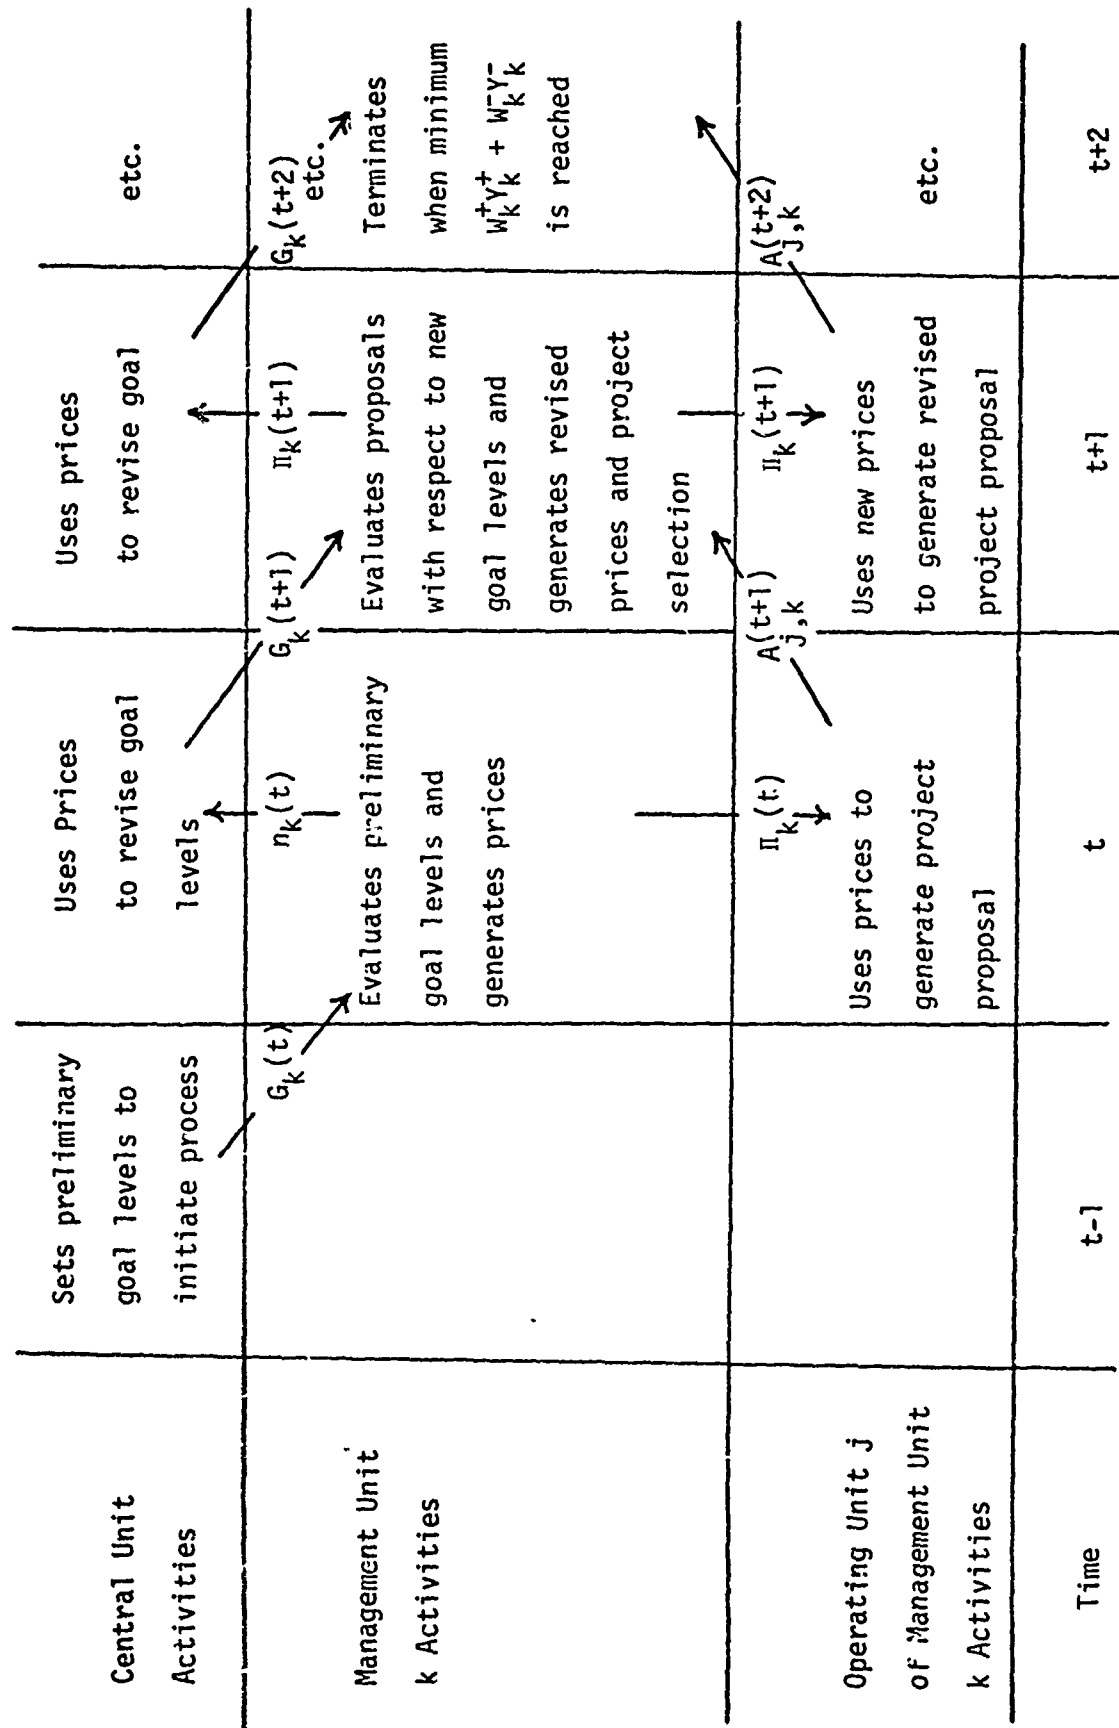 Central Unit
Activities
Sets preliminary
goal levels to
initiate process
Uses Prices
to revise goal
levels
Uses prices
to revise goal
etc.
G_k(t)
n_k(t)
G_k(t+1)
Π_k(t+1)
G_k(t+2)
etc.
Management Unit
k Activities
Evaluates preliminary
goal levels and
generates prices
Evaluates proposals
with respect to new
goal levels and
generates revised
prices and project
selection
Terminates
when minimum
W_k^+Y_k^+ + W_k^-Y_k^-
is reached
Π_k(t)
A_{j,k}^{(t+1)}
Π_k(t+1)
A_{j,k}^{(t+2)}
Operating Unit j
of Management Unit
k Activities
Uses prices to
generate project
proposal
Uses new prices
to generate revised
project proposal
etc.
Time
t-1
t
t+1
t+2